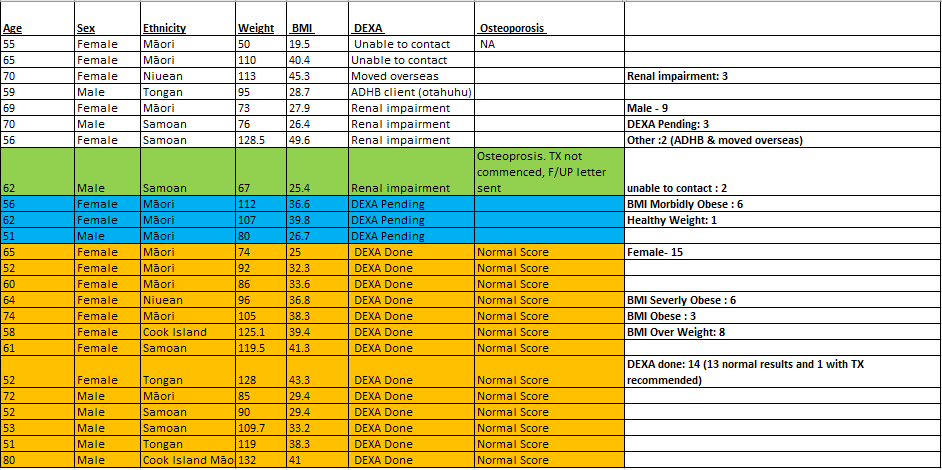 Age Sex Ethnicity Weight BMI DEXA Osteoporosis
55 Female Māori 50 19.5 Unable to contact NA
65 Female Māori 110 40.4 Unable to contact
70 Female Niuean 113 45.3 Moved overseas Renal impairment: 3
59 Male Tongan 95 28.7 ADHB client (otahuhu)
69 Female Māori 73 27.9 Renal impairment Male - 9
70 Male Samoan 76 26.4 Renal impairment DEXA Pending: 3
56 Female Samoan 128.5 49.6 Renal impairment Other :2 (ADHB & moved overseas)
Osteoprosis. TX not
commenced, F/UP letter
62 Male Samoan 67 25.4 Renal impairment sent unable to contact : 2
56 Female Māori 112 36.6 DEXA Pending BMI Morbidly Obese : 6
62 Female Māori 107 39.8 DEXA Pending Healthy Weight: 1
51 Male Māori 80 26.7 DEXA Pending
65 Female Māori 74 25 DEXA Done Normal Score Female- 15
52 Female Māori 92 32.3 DEXA Done Normal Score
60 Female Māori 86 33.6 DEXA Done Normal Score
64 Female Niuean 96 36.8 DEXA Done Normal Score BMI Severly Obese : 6
74 Female Māori 105 38.3 DEXA Done Normal Score BMI Obese : 3
58 Female Cook Island 125.1 39.4 DEXA Done Normal Score BMI Over Weight: 8
61 Female Samoan 119.5 41.3 DEXA Done Normal Score
DEXA done: 14 (13 normal results and 1 with TX
52 Female Tongan 128 43.3 DEXA Done Normal Score recommended)
72 Male Māori 85 29.4 DEXA Done Normal Score
52 Male Samoan 90 29.4 DEXA Done Normal Score
53 Male Samoan 109.7 33.2 DEXA Done Normal Score
51 Male Tongan 119 38.3 DEXA Done Normal Score
80 Male Cook Island Māo 132 41 DEXA Done Normal Score